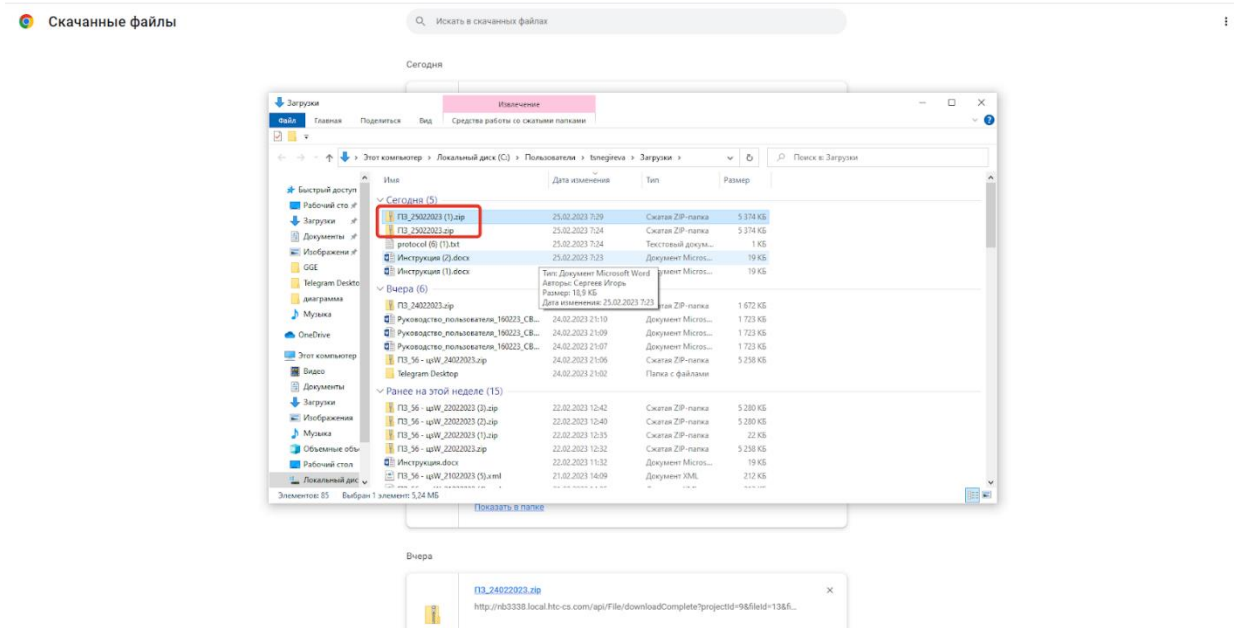 Скачанные файлы
Искать в скачанных файлах
Сегодня
Загрузки
Извлечение
Файл Главная Поделиться Вид Средства работы со сжатыми папками
Этот компьютер › Локальный диск (C:) › Пользователи › tsnegireva › Загрузки ›
Поиск в: Загрузки
Имя Дата изменения Тип Размер
Быстрый доступ
Рабочий сто
Загрузки
Документы
Изображени
GGE
Telegram Deskto
диаграмма
Музыка
OneDrive
Этот компьютер
Видео
Документы
Загрузки
Изображения
Музыка
Объемные объ
Рабочий стол
Локальный дис
Сегодня (5)
ПЗ_25022023 (1).zip 25.02.2023 7:29 Сжатая ZIP-папка 5 374 КБ
ПЗ_25022023.zip 25.02.2023 7:24 Сжатая ZIP-папка 5 374 КБ
protocol (6) (1).txt 25.02.2023 7:24 Текстовый докум... 1 КБ
Инструкция (2).docx 25.02.2023 7:23 Документ Micros... 19 КБ
Инструкция (1).docx умент Micros... 19 КБ
Тип: Документ Microsoft Word
Авторы: Сергеев Игорь
Размер: 18,9 КБ
Дата изменения: 25.02.2023 7:23
Вчера (6)
ПЗ_24022023.zip тая ZIP-папка 1 672 КБ
Руководство_пользователя_160223_СВ... 24.02.2023 21:10 Документ Micros... 1 723 КБ
Руководство_пользователя_160223_СВ... 24.02.2023 21:09 Документ Micros... 1 723 КБ
Руководство_пользователя_160223_СВ... 24.02.2023 21:07 Документ Micros... 1 723 КБ
ПЗ_56 - црW_24022023.zip 24.02.2023 21:06 Сжатая ZIP-папка 5 258 КБ
Telegram Desktop 24.02.2023 21:02 Папка с файлами
Ранее на этой неделе (15)
ПЗ_56 - црW_22022023 (3).zip 22.02.2023 12:42 Сжатая ZIP-папка 5 280 КБ
ПЗ_56 - црW_22022023 (2).zip 22.02.2023 12:40 Сжатая ZIP-папка 5 280 КБ
ПЗ_56 - црW_22022023 (1).zip 22.02.2023 12:35 Сжатая ZIP-папка 22 КБ
ПЗ_56 - црW_22022023.zip 22.02.2023 12:32 Сжатая ZIP-папка 5 258 КБ
Инструкция.docx 22.02.2023 11:32 Документ Micros... 19 КБ
ПЗ_56 - црW_21022023 (5).xml 21.02.2023 14:09 Документ XML 212 КБ
Элементов: 85 Выбран 1 элемент: 5,24 МБ
Показать в папке
Вчера
ПЗ_24022023.zip
http://nb3338.local.htc-cs.com/api/File/downloadComplete?projectId=9&fileId=13&fi...